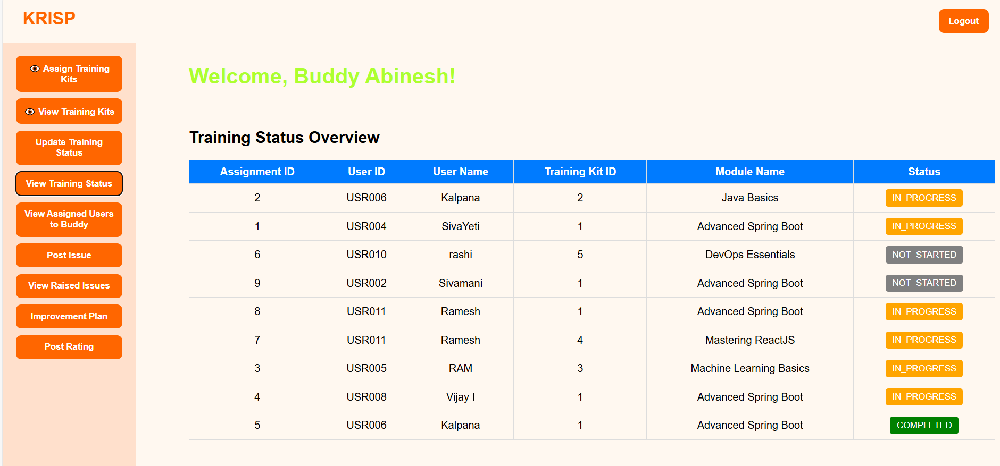 KRISP
Logout
Assign Training
Kits
View Training Kits
Update Training
Status
View Training Status
View Assigned Users
to Buddy
Post Issue
View Raised Issues
Improvement Plan
Post Rating
Welcome, Buddy Abinesh!
Training Status Overview
Assignment ID User ID User Name Training Kit ID Module Name Status
2 USR006 Kalpana 2 Java Basics IN_PROGRESS
1 USR004 SivaYeti 1 Advanced Spring Boot IN_PROGRESS
6 USR010 rashi 5 DevOps Essentials NOT_STARTED
9 USR002 Sivamani 1 Advanced Spring Boot NOT_STARTED
8 USR011 Ramesh 1 Advanced Spring Boot IN_PROGRESS
7 USR011 Ramesh 4 Mastering ReactJS IN_PROGRESS
3 USR005 RAM 3 Machine Learning Basics IN_PROGRESS
4 USR008 Vijay I 1 Advanced Spring Boot IN_PROGRESS
5 USR006 Kalpana 1 Advanced Spring Boot COMPLETED